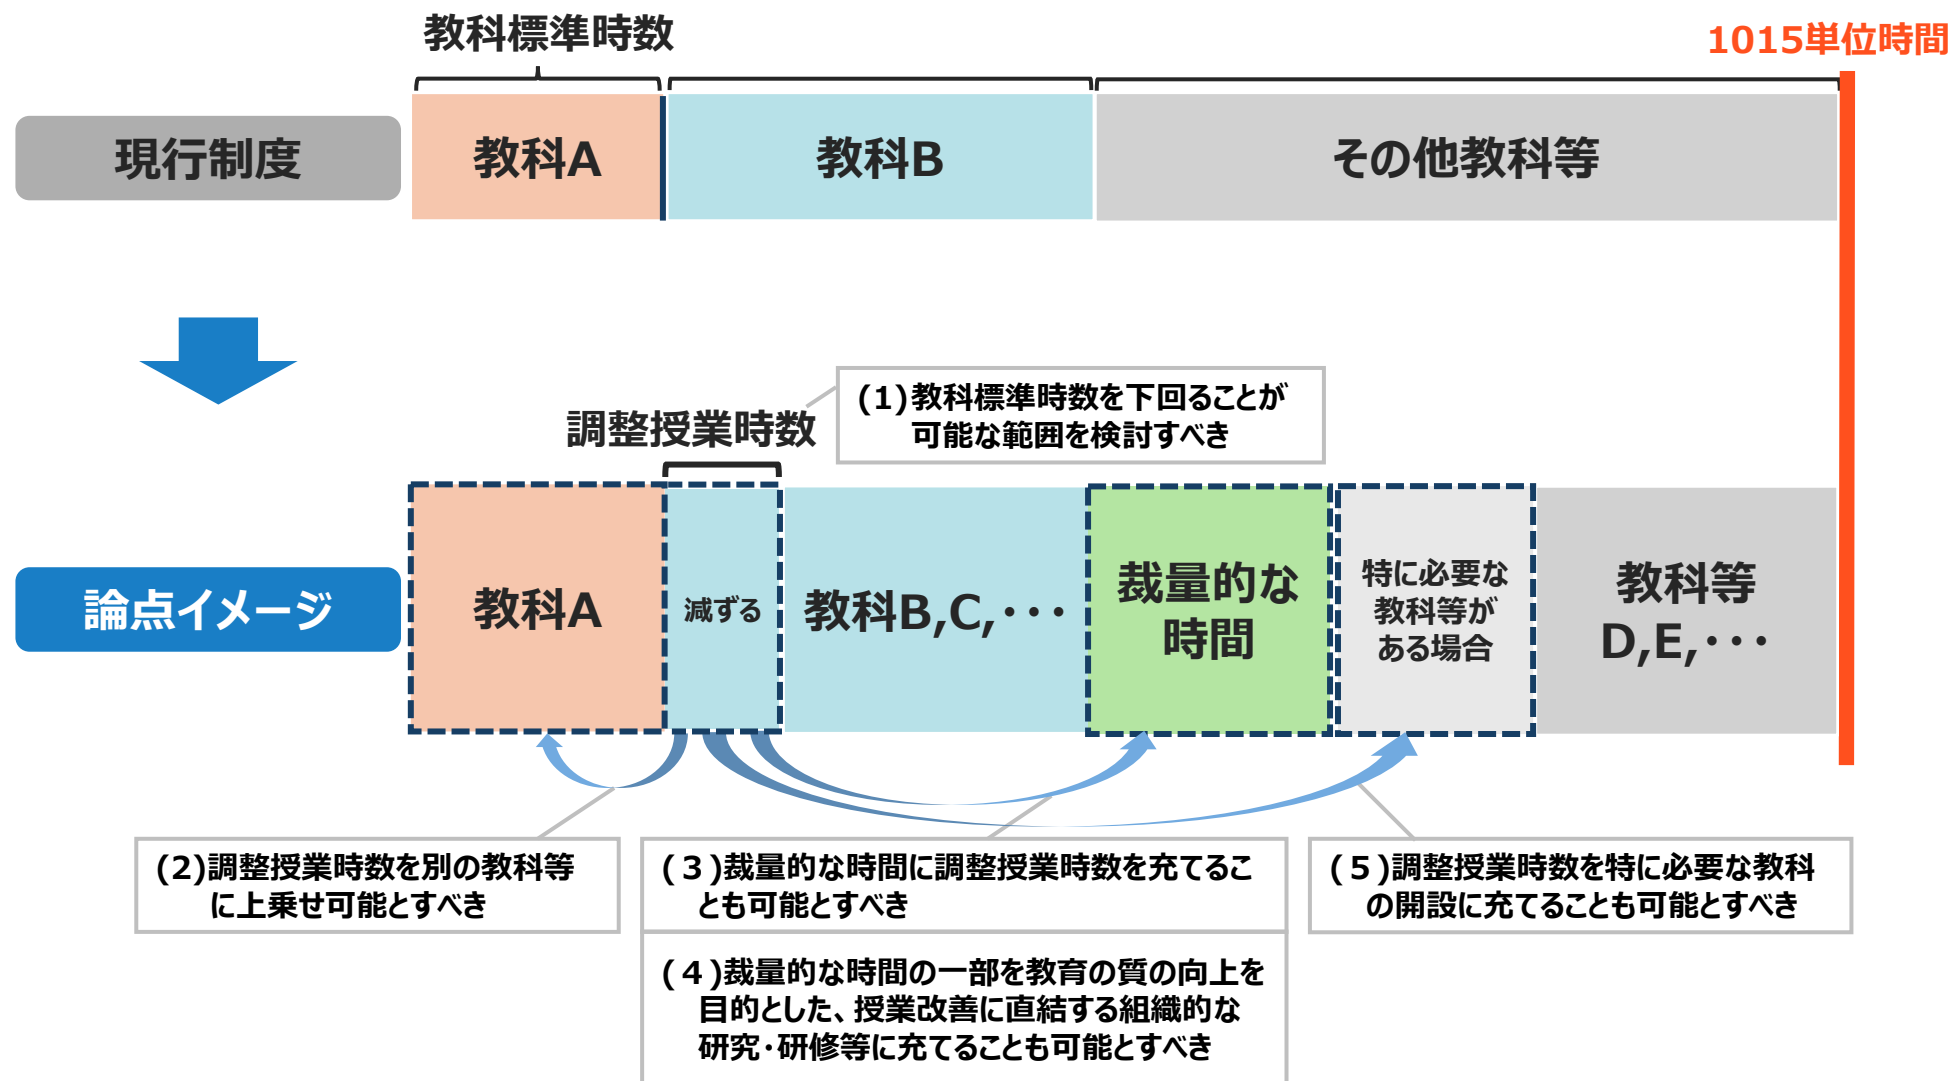 教科標準時数
1015単位時間
現行制度
教科A
教科B
その他教科等
(1)教科標準時数を下回ることが
可能な範囲を検討すべき
調整授業時数
論点イメージ
教科A
減ずる
教科B,C,・・・
裁量的な
時間
特に必要な
教科等が
ある場合
教科等
D,E,・・・
(2)調整授業時数を別の教科等
に上乗せ可能とすべき
(３)裁量的な時間に調整授業時数を充てるこ
とも可能とすべき
(４)裁量的な時間の一部を教育の質の向上を
目的とした、授業改善に直結する組織的な
研究・研修等に充てることも可能とすべき
(５)調整授業時数を特に必要な教科
の開設に充てることも可能とすべき